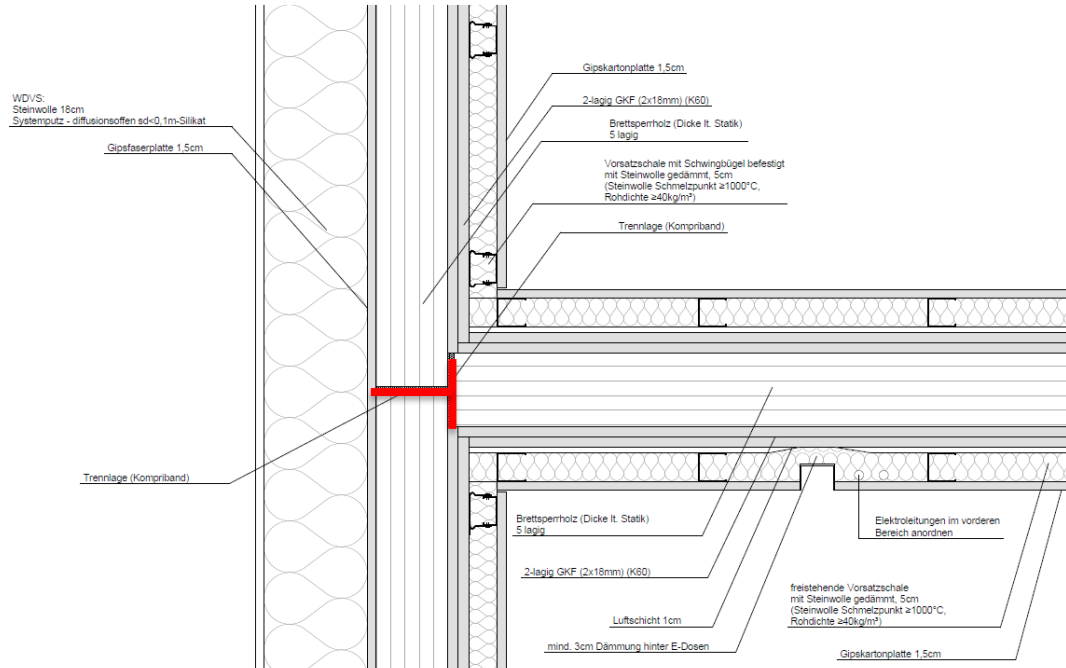 WDVS:
Steinwolle 18cm
Systemputz - diffusionsoffen sd<0,1m-Silikat
Gipsfaserplatte 1,5cm
Gipskartonplatte 1,5cm
2-lagig GKF (2x18mm) (K60)
Brettsperrholz (Dicke lt. Statik)
5 lagig
Vorsatzschale mit Schwingbügel befestigt
mit Steinwolle gedämmt, 5cm
(Steinwolle Schmelzpunkt ≥1000°C,
Rohdichte ≥40kg/m³)
Trennlage (Kompriband)
Trennlage (Kompriband)
Brettsperrholz (Dicke lt. Statik)
5 lagig
2-lagig GKF (2x18mm) (K60)
Luftschicht 1cm
mind. 3cm Dämmung hinter E-Dosen
Elektroleitungen im vorderen
Bereich anordnen
freistehende Vorsatzschale
mit Steinwolle gedämmt, 5cm
(Steinwolle Schmelzpunkt ≥1000°C,
Rohdichte ≥40kg/m³)
Gipskartonplatte 1,5cm